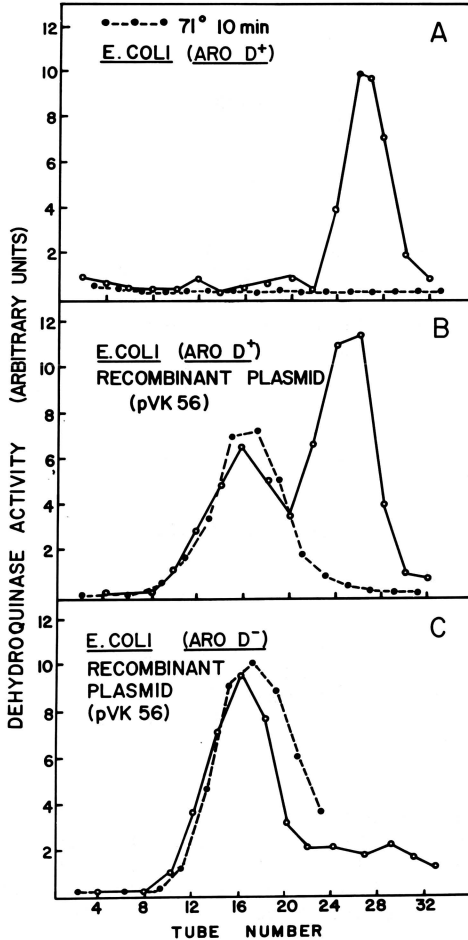 DEHYDROQUINASE ACTIVITY (ARBITRARY UNITS)
A
71° 10 min
E.COLI (ARO D⁺)
12
10
8
6
4
2
B
E.COLI (ARO D⁺)
RECOMBINANT PLASMID
(pVK 56)
12
10
8
6
4
2
C
E.COLI (ARO D⁻)
RECOMBINANT
PLASMID
(pVK 56)
12
10
8
6
4
2
4 8 12 16 20 24 28 32
TUBE NUMBER